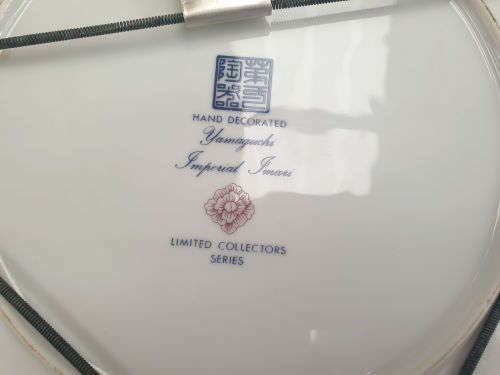 HAND DECORATED
Yamaguchi
Imperial Imari
LIMITED COLLECTORS
SERIES